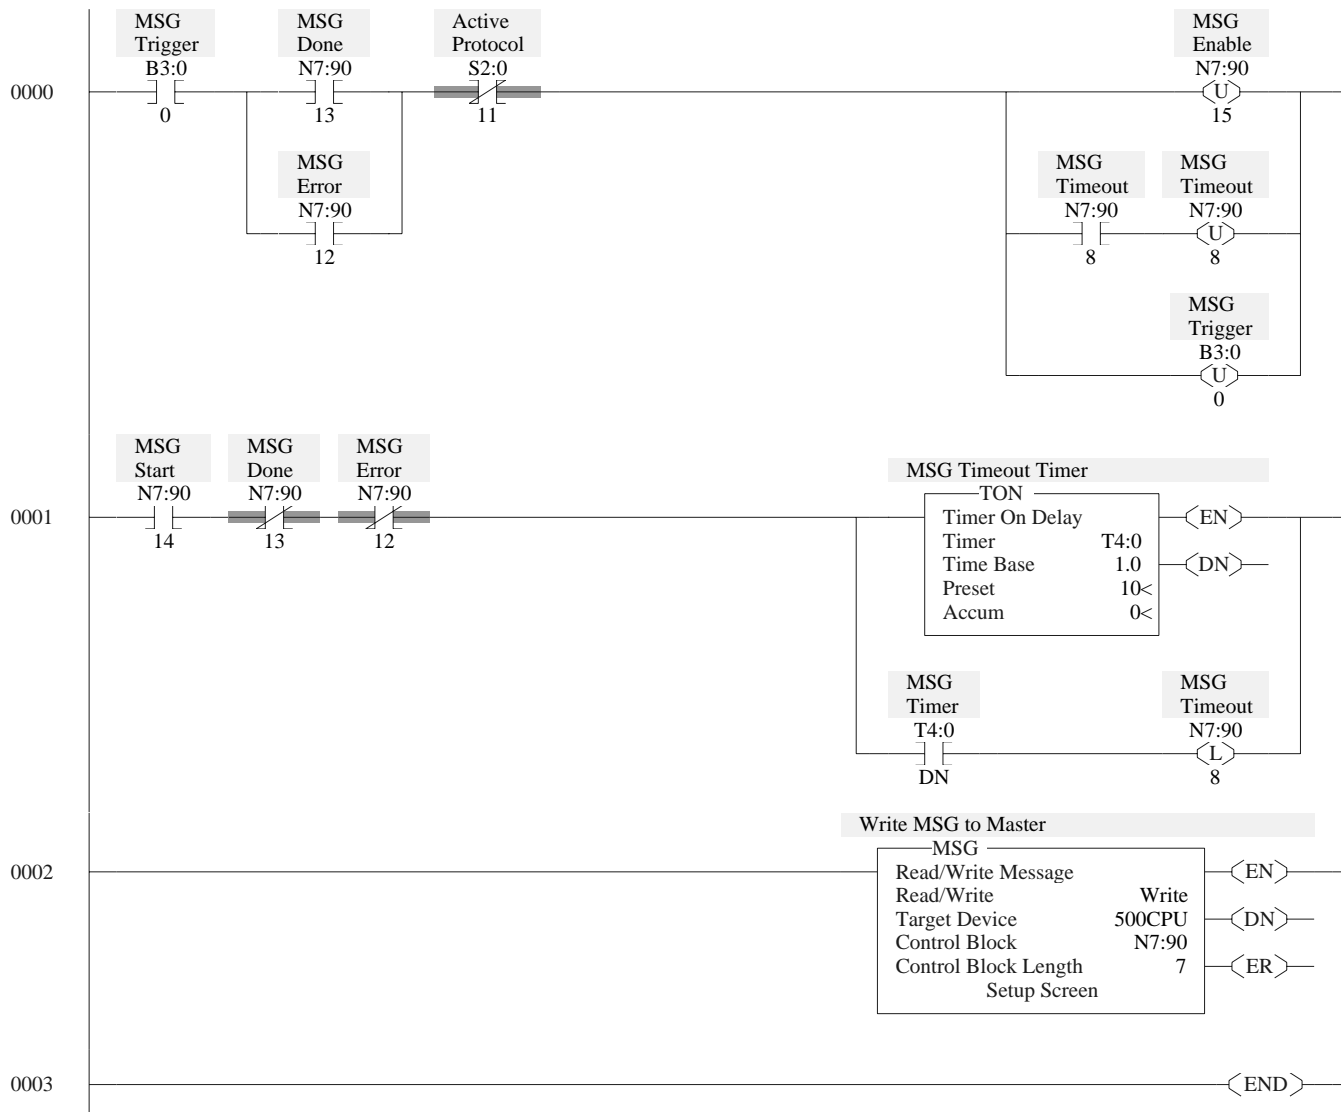 MSG MSG Active MSG
Trigger Done Protocol Enable
B3:0 N7:90 S2:0 N7:90
0000 U
0 13 11 15
MSG MSG MSG
Error Timeout Timeout
N7:90 N7:90 N7:90
U
12 8 8
MSG
Trigger
B3:0
U
0
MSG MSG MSG
Start Done Error MSG Timeout Timer
N7:90 N7:90 N7:90 TON
0001 Timer On Delay EN
14 13 12 Timer T4:0
Time Base 1.0 DN
Preset 10<
Accum 0<
MSG MSG
Timer Timeout
T4:0 N7:90
L
DN 8
Write MSG to Master
MSG
0002 Read/Write Message EN
Read/Write Write
Target Device 500CPU DN
Control Block N7:90
Control Block Length 7 ER
Setup Screen
0003 END